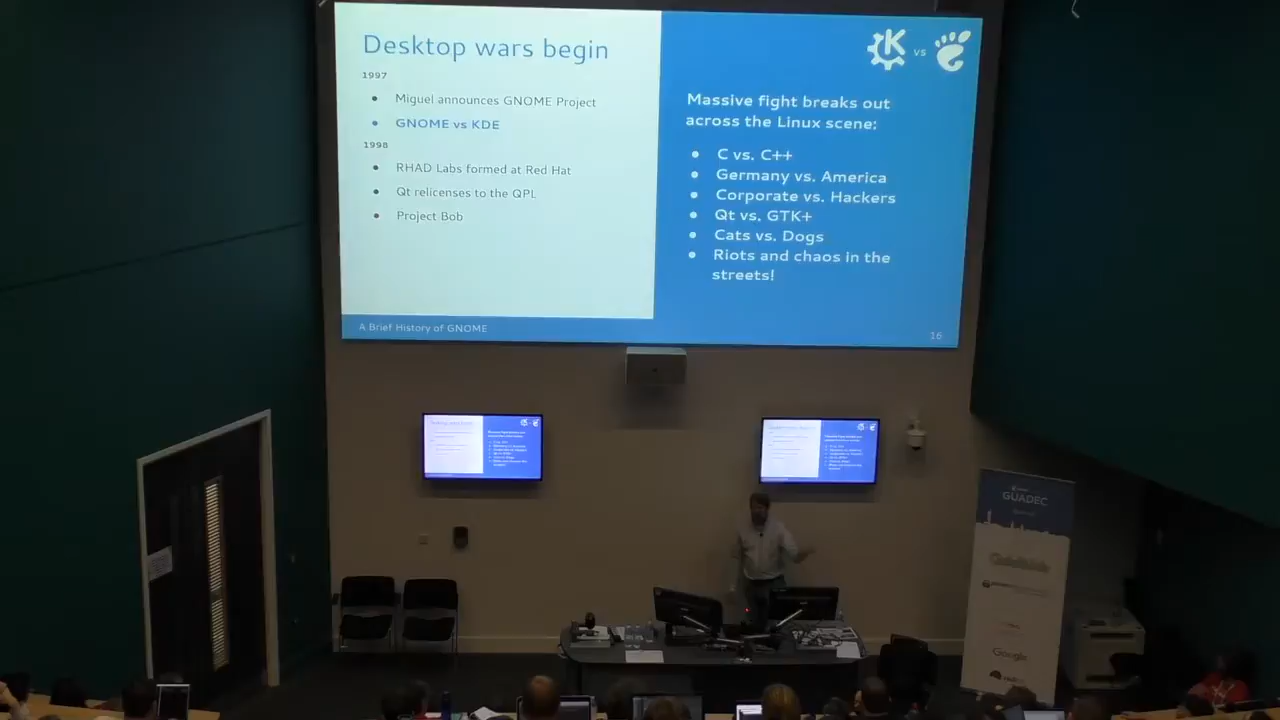 Desktop wars begin
1997
• Miguel announces GNOME Project
• GNOME vs KDE
1998
• RHAD Labs formed at Red Hat
• Qt relicenses to the QPL
• Project Bob
A Brief History of GNOME
K vs
Massive fight breaks out
across the Linux scene:
• C vs. C++
• Germany vs. America
• Corporate vs. Hackers
• Qt vs. GTK+
• Cats vs. Dogs
• Riots and chaos in the
streets!
16
GUADEC
Google